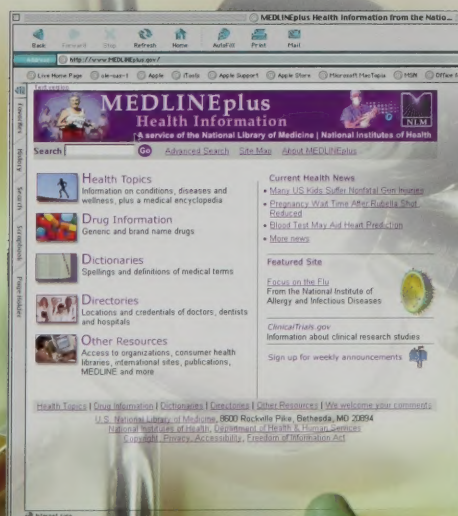 MEDLINEplus Health Information from the Natio...
Back Forward Stop Refresh Home AutoFill Print Mail
http://www.MEDLINEplus.gov/
Live Home Page Apple iTools Apple Support Apple Store Microsoft MacTopia MSN Office
Text version
Favorites
History
Search
Scrapbook
Page Holder
MEDLINEplus
Health Information
A service of the National Library of Medicine | National Institutes of Health
NLM
Search Go Advanced Search Site Map About MEDLINEplus
Health Topics
Information on conditions, diseases and
wellness, plus a medical encyclopedia
Drug Information
Generic and brand name drugs
Dictionaries
Spellings and definitions of medical terms
Directories
Locations and credentials of doctors, dentists
and hospitals
Other Resources
Access to organizations, consumer health
libraries, international sites, publications,
MEDLINE and more
Current Health News
Many US Kids Suffer Nonfatal Gun Injuries
Pregnancy Wait Time After Rubella Shot
Reduced
Blood Test May Aid Heart Prediction
More news
Featured Site
Focus on the Flu
From the National Institute of
Allergy and Infectious Diseases
ClinicalTrials.gov
Information about clinical research studies
Sign up for weekly announcements
Health Topics | Drug Information | Dictionaries | Directories | Other Resources | We welcome your comments
U.S. National Library of Medicine, 8600 Rockville Pike, Bethesda, MD 20894
National Institutes of Health, Department of Health & Human Services
Copyright, Privacy, Accessibility, Freedom of Information Act